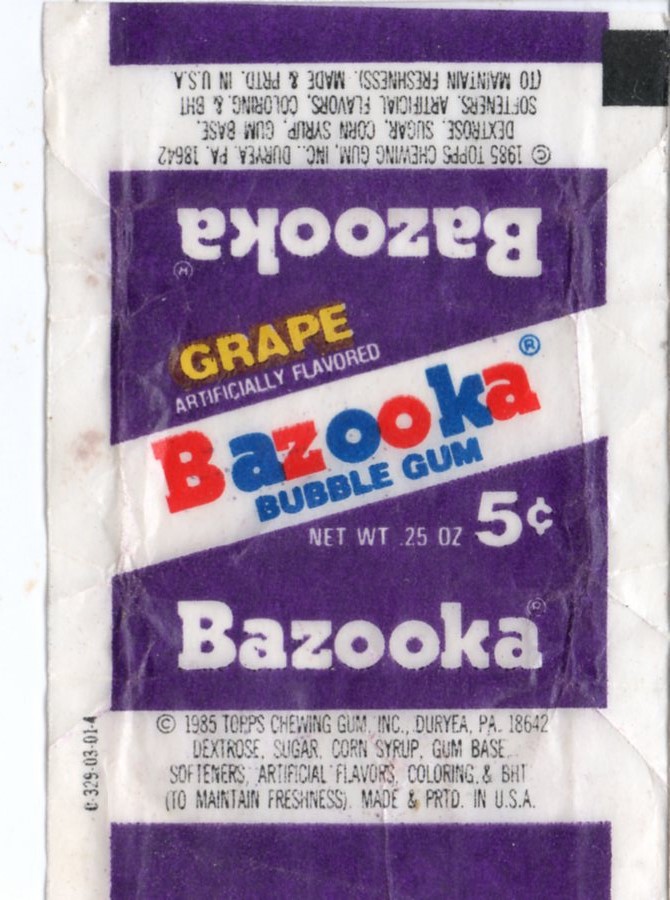 © 1985 TOPPS CHEWING GUM, INC., DURYEA, PA. 18642
DEXTROSE, SUGAR, CORN SYRUP, GUM BASE,
SOFTENERS, ARTIFICIAL FLAVORS, COLORING, & BHT
(TO MAINTAIN FRESHNESS). MADE & PRTD. IN U.S.A.
Bazooka®
GRAPE
ARTIFICIALLY FLAVORED
Bazooka®
BUBBLE GUM
NET WT .25 OZ 5¢
Bazooka®
© 1985 TOPPS CHEWING GUM, INC., DURYEA, PA. 18642
DEXTROSE, SUGAR, CORN SYRUP, GUM BASE,
SOFTENERS, ARTIFICIAL FLAVORS, COLORING, & BHT
(TO MAINTAIN FRESHNESS). MADE & PRTD. IN U.S.A.
0-329-03-01-4